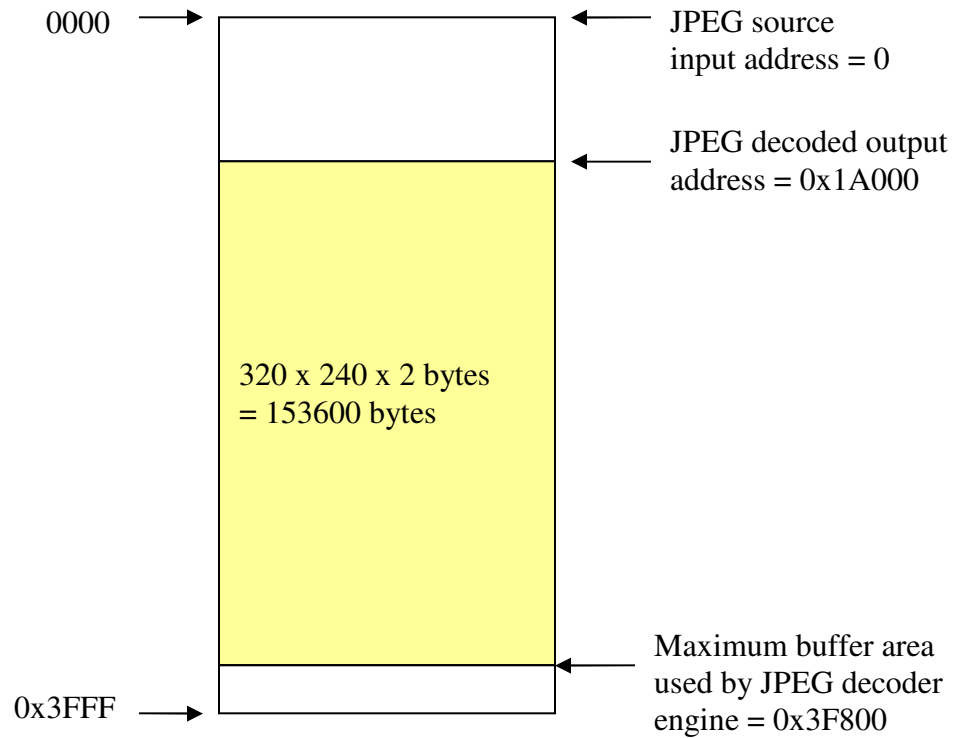 0000
JPEG source
input address = 0
JPEG decoded output
address = 0x1A000
320 x 240 x 2 bytes
= 153600 bytes
Maximum buffer area
used by JPEG decoder
engine = 0x3F800
0x3FFF